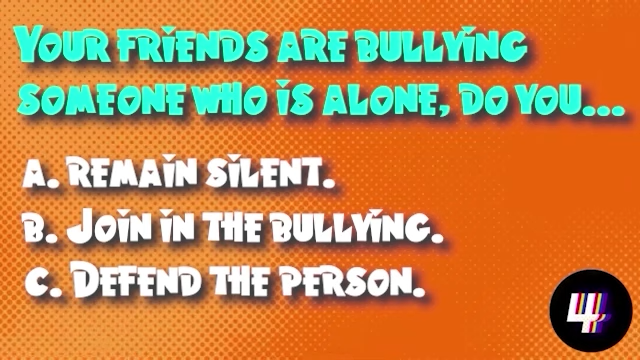 Your friends are bullying
someone who is alone, do you...
A. Remain silent.
B. Join in the bullying.
C. Defend the person.
4